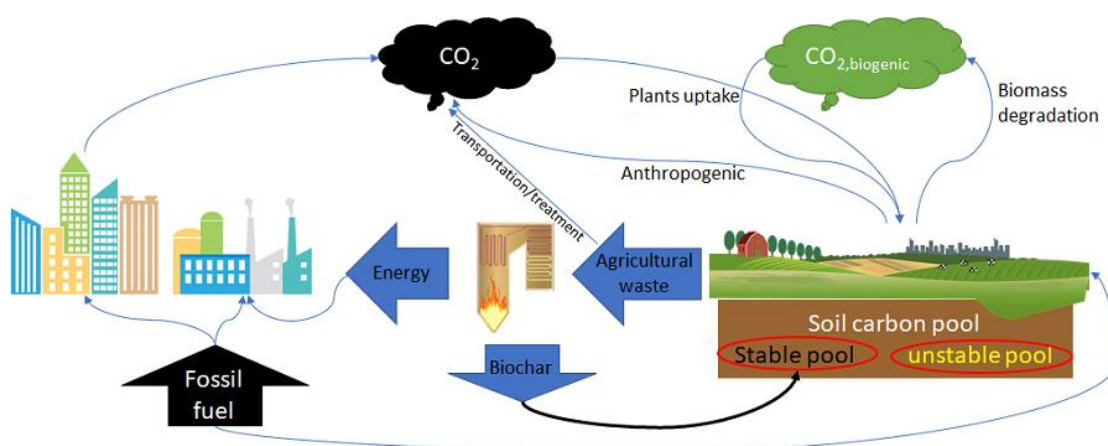 CO₂
CO₂,biogenic
Plants uptake
Biomass
degradation
Transportation/treatment
Anthropogenic
Energy
Agricultural
waste
Soil carbon pool
Stable pool
unstable pool
Biochar
Fossil
fuel